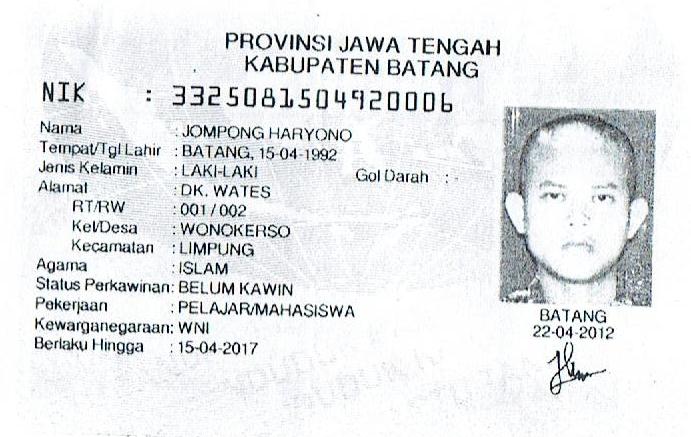 PROVINSI JAWA TENGAH
KABUPATEN BATANG
NIK : 3325081504920006
Nama : JOMPONG HARYONO
Tempat/Tgl Lahir : BATANG, 15-04-1992
Jenis Kelamin : LAKI-LAKI Gol Darah : -
Alamat : DK. WATES
RT/RW : 001 / 002
Kel/Desa : WONOKERSO
Kecamatan : LIMPUNG
Agama : ISLAM
Status Perkawinan: BELUM KAWIN
Pekerjaan : PELAJAR/MAHASISWA
Kewarganegaraan: WNI
Berlaku Hingga : 15-04-2017
BATANG
22-04-2012